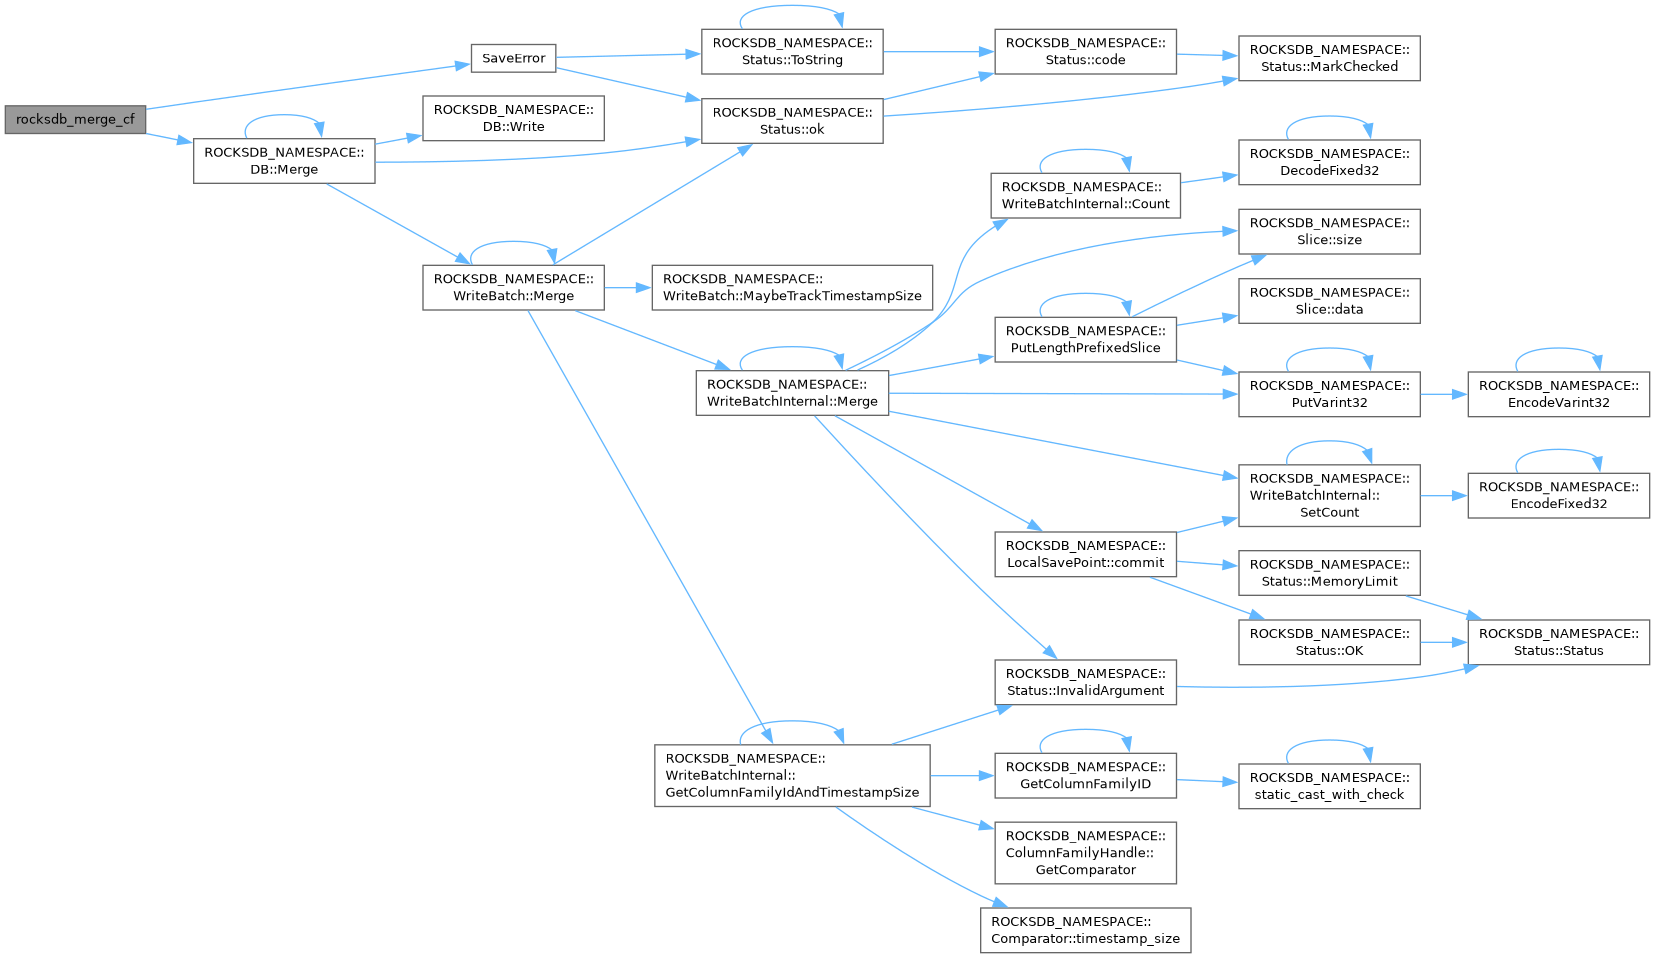 rocksdb_merge_cf
SaveError
ROCKSDB_NAMESPACE::
DB::Merge
ROCKSDB_NAMESPACE::
DB::Write
ROCKSDB_NAMESPACE::
Status::ToString
ROCKSDB_NAMESPACE::
Status::ok
ROCKSDB_NAMESPACE::
Status::code
ROCKSDB_NAMESPACE::
Status::MarkChecked
ROCKSDB_NAMESPACE::
WriteBatch::Merge
ROCKSDB_NAMESPACE::
WriteBatch::MaybeTrackTimestampSize
ROCKSDB_NAMESPACE::
WriteBatchInternal::Merge
ROCKSDB_NAMESPACE::
WriteBatchInternal::Count
ROCKSDB_NAMESPACE::
DecodeFixed32
ROCKSDB_NAMESPACE::
Slice::size
ROCKSDB_NAMESPACE::
Slice::data
ROCKSDB_NAMESPACE::
PutLengthPrefixedSlice
ROCKSDB_NAMESPACE::
PutVarint32
ROCKSDB_NAMESPACE::
EncodeVarint32
ROCKSDB_NAMESPACE::
WriteBatchInternal::
SetCount
ROCKSDB_NAMESPACE::
EncodeFixed32
ROCKSDB_NAMESPACE::
LocalSavePoint::commit
ROCKSDB_NAMESPACE::
Status::MemoryLimit
ROCKSDB_NAMESPACE::
Status::OK
ROCKSDB_NAMESPACE::
Status::Status
ROCKSDB_NAMESPACE::
Status::InvalidArgument
ROCKSDB_NAMESPACE::
WriteBatchInternal::
GetColumnFamilyIdAndTimestampSize
ROCKSDB_NAMESPACE::
GetColumnFamilyID
ROCKSDB_NAMESPACE::
static_cast_with_check
ROCKSDB_NAMESPACE::
ColumnFamilyHandle::
GetComparator
ROCKSDB_NAMESPACE::
Comparator::timestamp_size